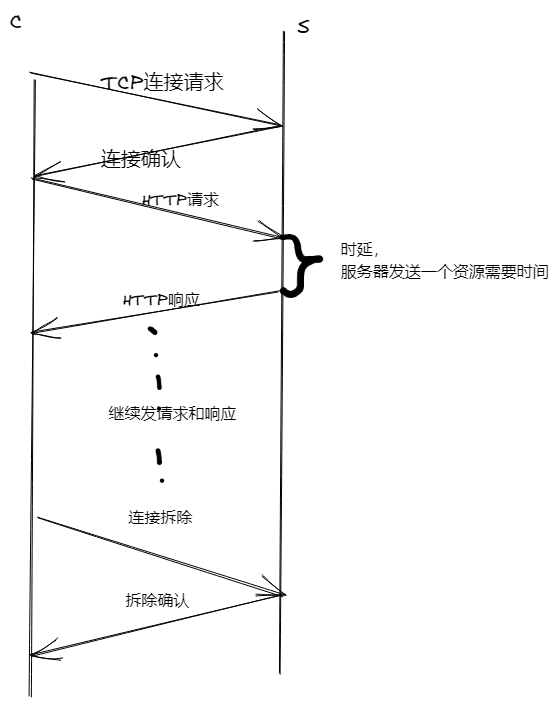 C
S
TCP连接请求
连接确认
HTTP请求
时延，
服务器发送一个资源需要时间
HTTP响应
继续发请求和响应
连接拆除
拆除确认